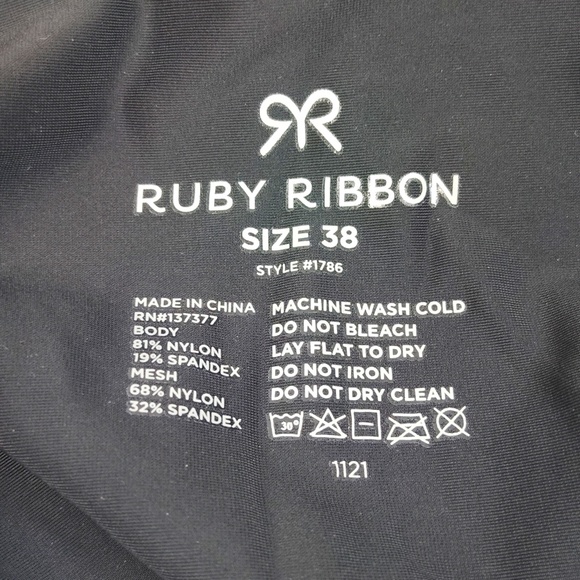 RUBY RIBBON
SIZE 38
STYLE #1786
MADE IN CHINA
RN#137377
BODY
81% NYLON
19% SPANDEX
MESH
68% NYLON
32% SPANDEX
MACHINE WASH COLD
DO NOT BLEACH
LAY FLAT TO DRY
DO NOT IRON
DO NOT DRY CLEAN
30°
1121